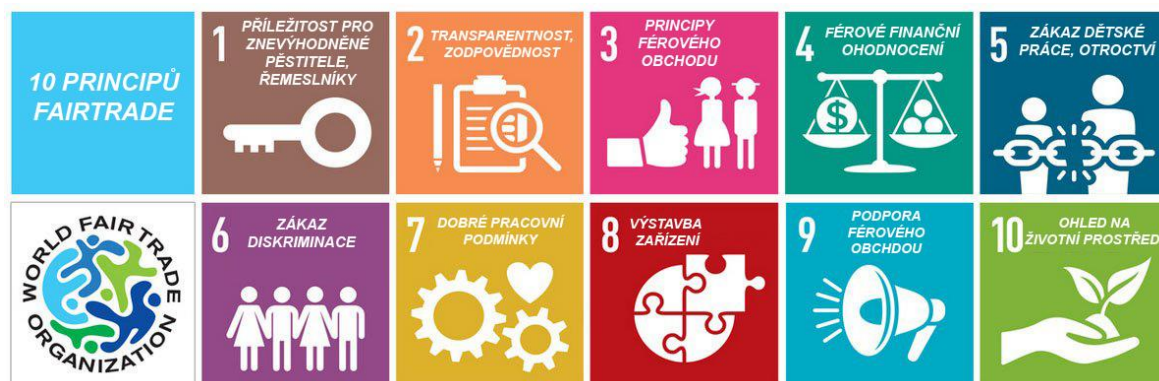 10 PRINCIPŮ
FAIRTRADE
1
PŘÍLEŽITOST PRO
ZNEVÝHODNĚNÉ
PĚSTITELE,
ŘEMESLNÍKY
2
TRANSPARENTNOST,
ZODPOVĚDNOST
3
PRINCIPY
FÉROVÉHO
OBCHODU
4
FÉROVÉ FINANČNÍ
OHODNOCENÍ
$
5
ZÁKAZ DĚTSKÉ
PRÁCE, OTROCTVÍ
WORLD FAIR TRADE
ORGANIZATION
6
ZÁKAZ
DISKRIMINACE
7
DOBRÉ PRACOVNÍ
PODMÍNKY
8
VÝSTAVBA
ZAŘÍZENÍ
9
PODPORA
FÉROVÉHO
OBCHDOU
10
OHLED NA
ŽIVOTNÍ PROSTŘED